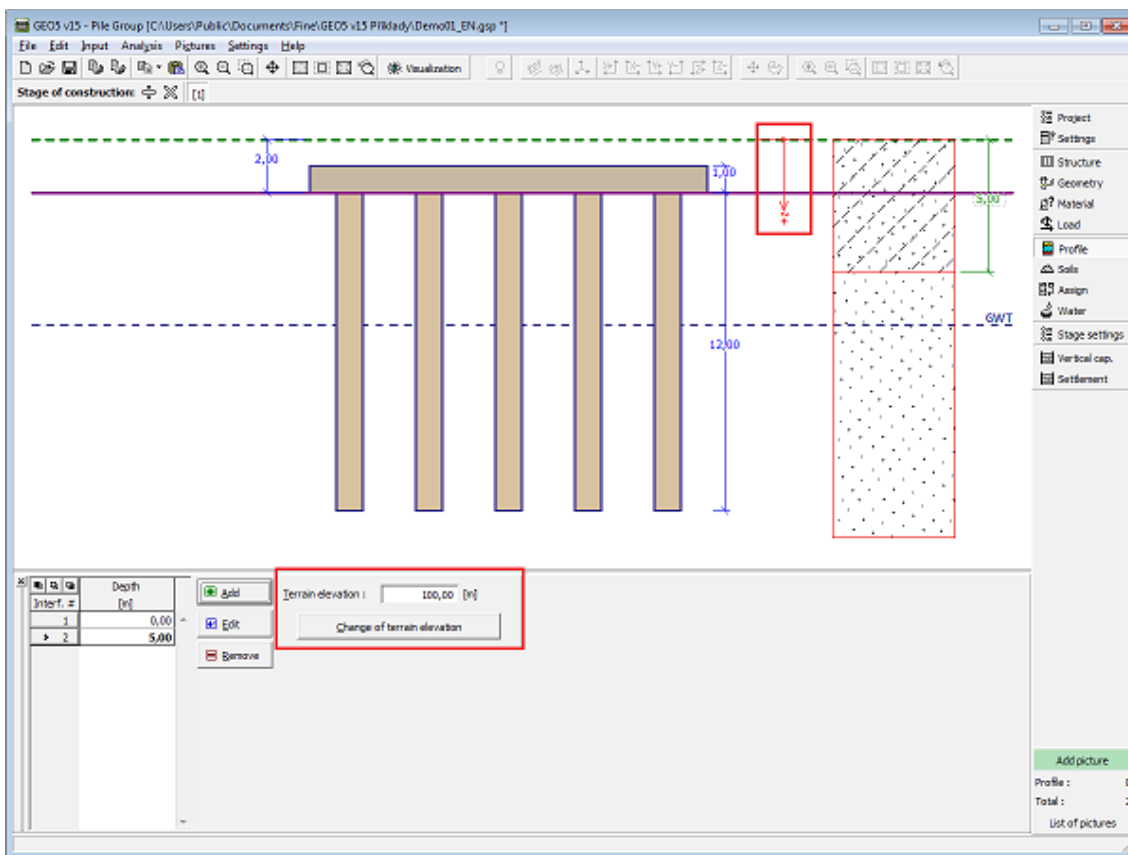 GEO5 v15 - Pile Group [C:\Users\Public\Documents\Fine\GEO5 v15 Příklady\Demo01_EN.gsp *]
File Edit Input Analysis Pictures Settings Help
Visualization
Stage of construction: [1]
2,00
1,00
5,00
+z
GWT
12,00
Project
Settings
Structure
Geometry
Material
Load
Profile
Soils
Assign
Water
Stage settings
Vertical cap.
Settlement
Interf. #
Depth
[m]
1 0,00
2 5,00
Add
Edit
Remove
Terrain elevation : 100,00 [m]
Change of terrain elevation
Add picture
Profile :
Total :
List of pictures